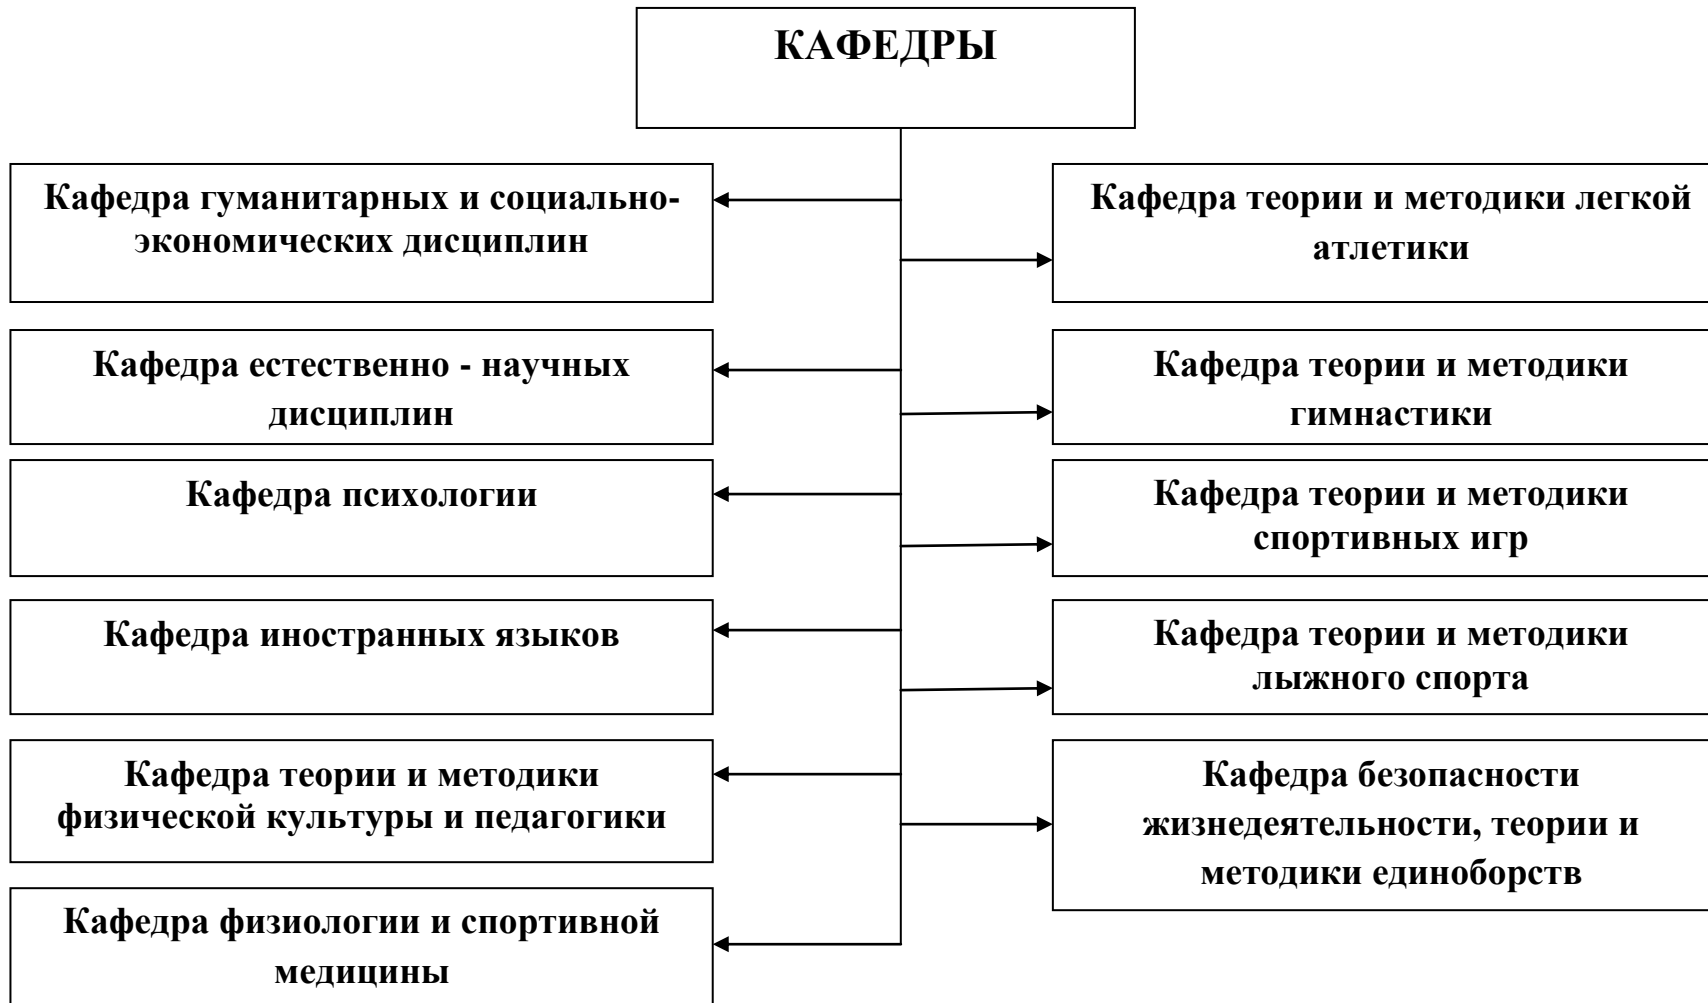 КАФЕДРЫ
Кафедра гуманитарных и социально-
экономических дисциплин
Кафедра естественно - научных
дисциплин
Кафедра психологии
Кафедра иностранных языков
Кафедра теории и методики
физической культуры и педагогики
Кафедра физиологии и спортивной
медицины
Кафедра теории и методики легкой
атлетики
Кафедра теории и методики
гимнастики
Кафедра теории и методики
спортивных игр
Кафедра теории и методики
лыжного спорта
Кафедра безопасности
жизнедеятельности, теории и
методики единоборств